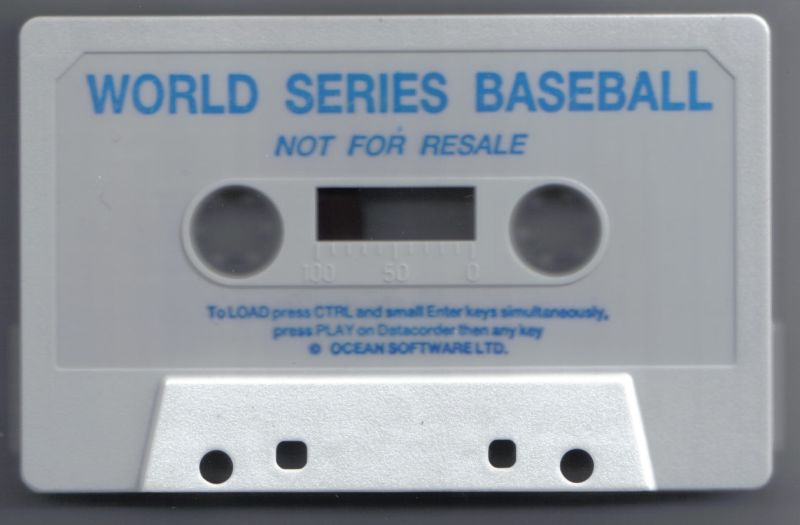 WORLD SERIES BASEBALL
NOT FOR RESALE
100 50 0
To LOAD press CTRL and small Enter keys simultaneously,
press PLAY on Datacorder then any key
© OCEAN SOFTWARE LTD.